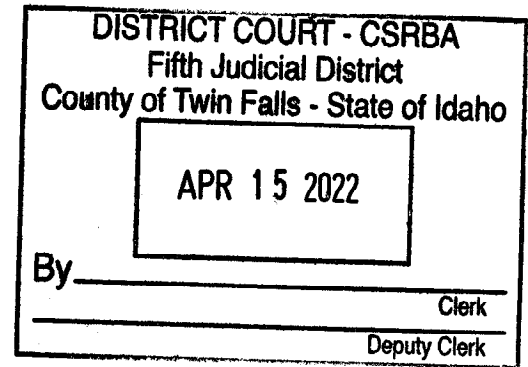 DISTRICT COURT - CSRBA
Fifth Judicial District
County of Twin Falls - State of Idaho
APR 15 2022
By
Clerk
Deputy Clerk